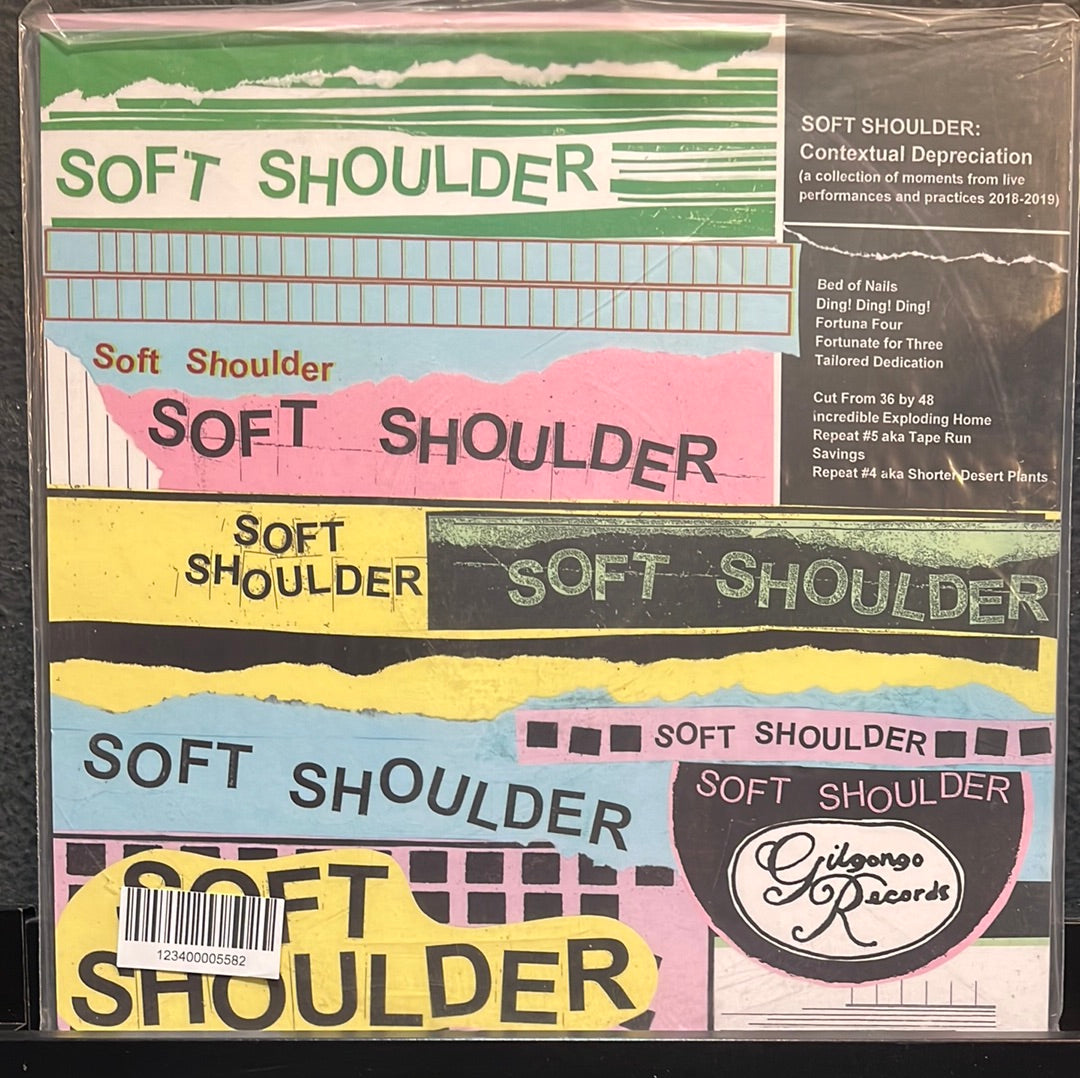 SOFT SHOULDER
SOFT SHOULDER:
Contextual Depreciation
(a collection of moments from live
performances and practices 2018-2019)
Bed of Nails
Ding! Ding! Ding!
Fortuna Four
Fortunate for Three
Tailored Dedication
Cut From 36 by 48
incredible Exploding Home
Repeat #5 aka Tape Run
Savings
Repeat #4 aka Shorter Desert Plants
Soft Shoulder
SOFT SHOULDER
SOFT
SHOULDER
SOFT SHOULDER
SOFT SHOULDER
SOFT SHOULDER
SOFT SHOULDER
Gilgongo
Records
SOFT
SHOULDER
123400005582